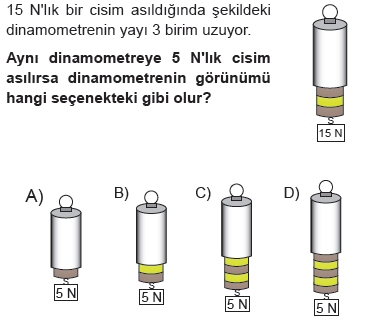 15 N'lık bir cisim asıldığında şekildeki
dinamometrenin yayı 3 birim uzuyor.
Aynı dinamometreye 5 N'lık cisim
asılırsa dinamometrenin görünümü
hangi seçenekteki gibi olur?
15 N
A) B) C) D)
5 N 5 N 5 N 5 N